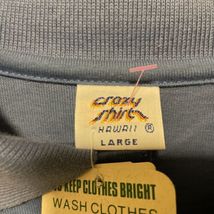 crazy
shirts
HAWAII ®
LARGE
TO KEEP CLOTHES BRIGHT
WASH CLOTHES